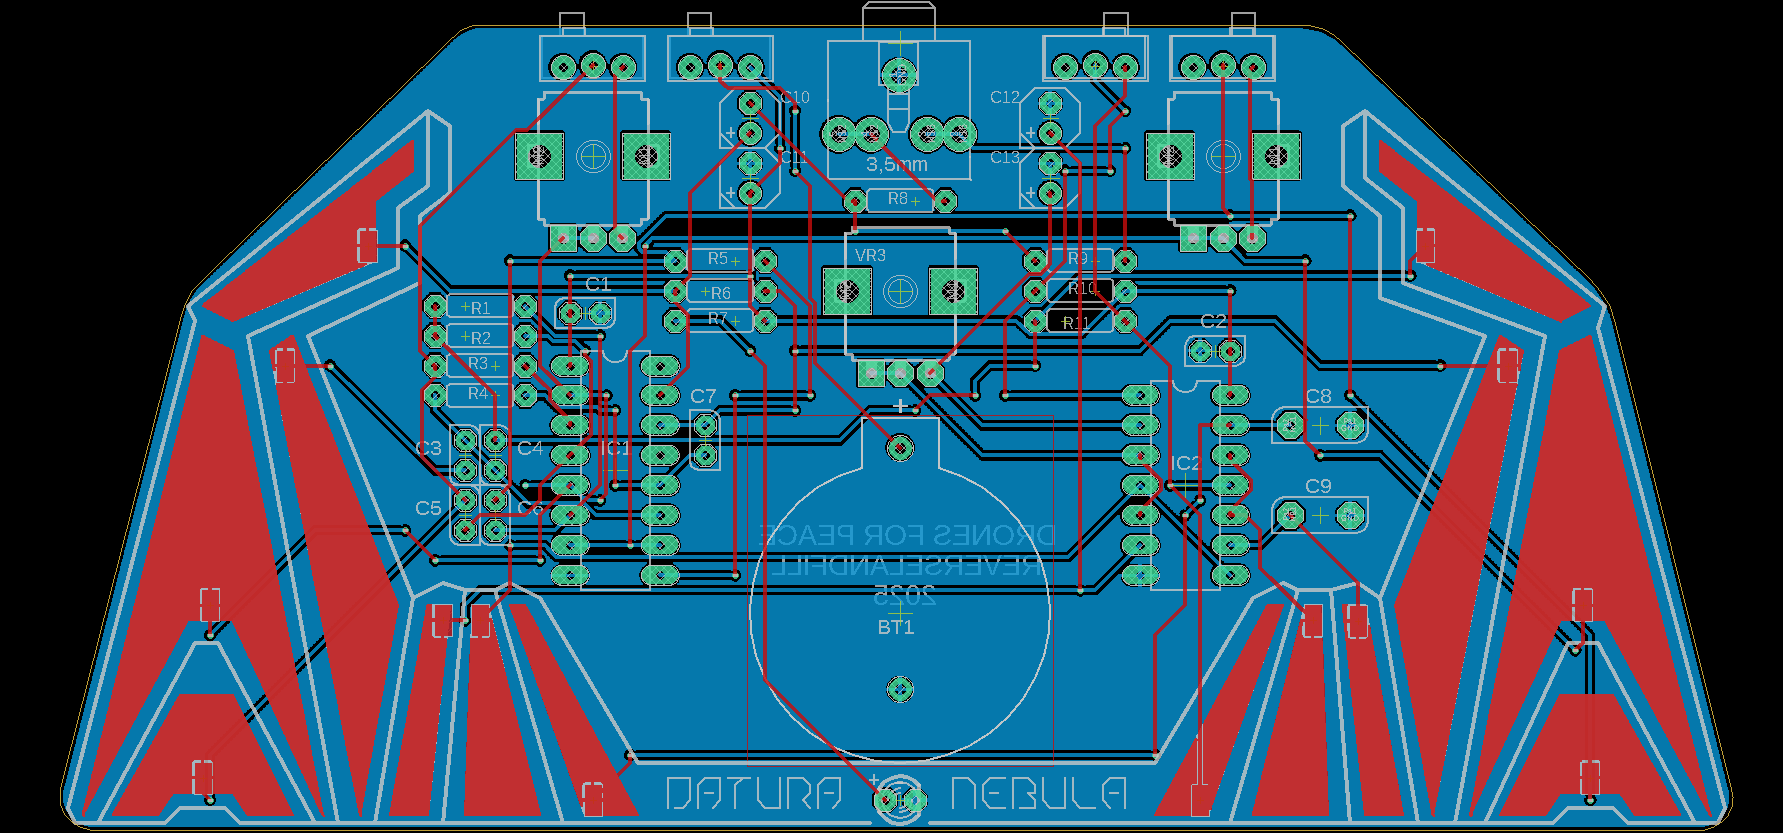 C10
C12
C11
C13
3,5mm
R8
R5
VR3
R9
C1
R6
R10
R1
R7
R11
R2
C2
R3
R4
C7
C8
C3
C4
IC1
IC2
C5
C6
C9
DRONES FOR PEACE
REVERSELANDFILL
2025
BT1
DATURA NEBULA